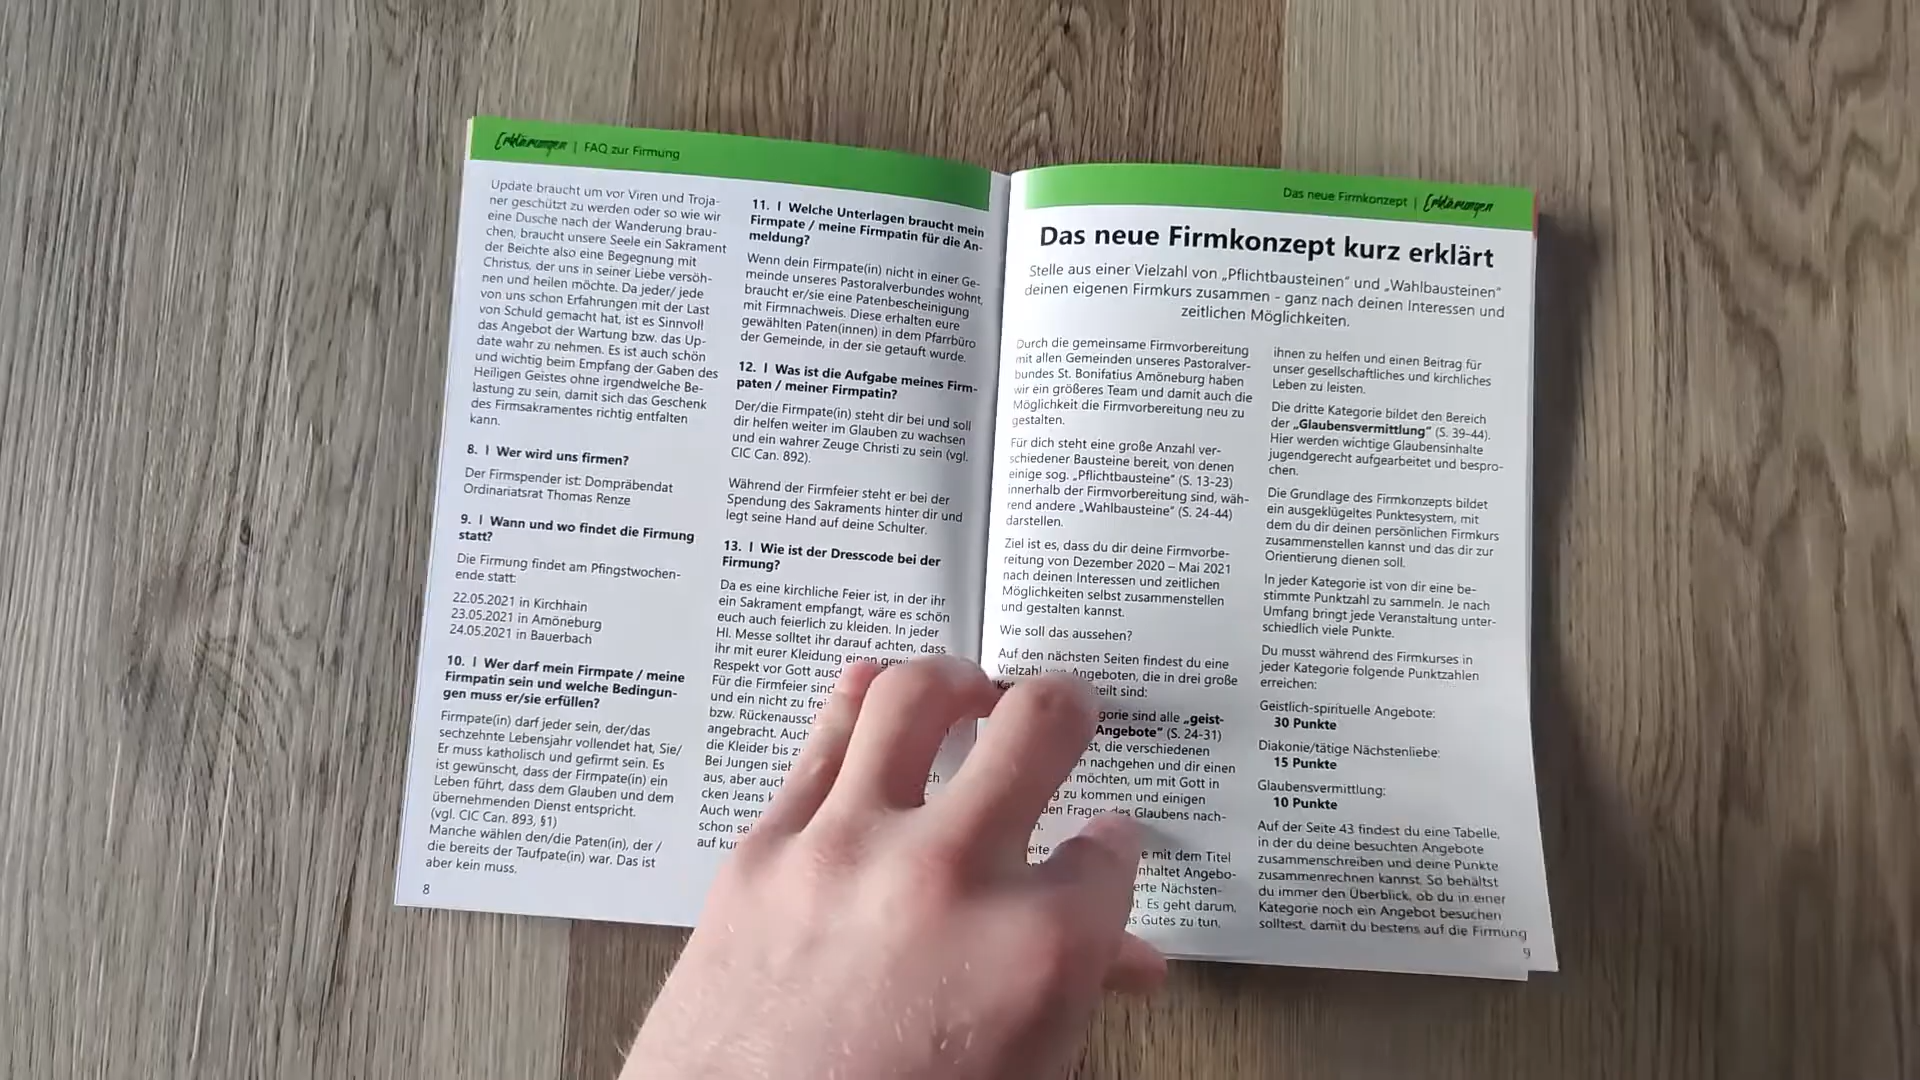 Erklärungen | FAQ zur Firmung
Update braucht um vor Viren und Troja-
ner geschützt zu werden oder so wie wir
eine Dusche nach der Wanderung brau-
chen, braucht unsere Seele ein Sakrament
der Beichte also eine Begegnung mit
Christus, der uns in seiner Liebe versöh-
nen und heilen möchte. Da jeder/ jede
von uns schon Erfahrungen mit der Last
von Schuld gemacht hat, ist es Sinnvoll
das Angebot der Wartung bzw. das Up-
date wahr zu nehmen. Es ist auch schön
und wichtig beim Empfang der Gaben des
Heiligen Geistes ohne irgendwelche Be-
lastung zu sein, damit sich das Geschenk
des Firmsakramentes richtig entfalten
kann.
8. | Wer wird uns firmen?
Der Firmspender ist: Dompräbendat
Ordinariatsrat Thomas Renze
9. | Wann und wo findet die Firmung
statt?
Die Firmung findet am Pfingstwochen-
ende statt:
22.05.2021 in Kirchhain
23.05.2021 in Amöneburg
24.05.2021 in Bauerbach
10. | Wer darf mein Firmpate / meine
Firmpatin sein und welche Bedingun-
gen muss er/sie erfüllen?
Firmpate(in) darf jeder sein, der/das
sechzehnte Lebensjahr vollendet hat, Sie/
Er muss katholisch und gefirmt sein. Es
ist gewünscht, dass der Firmpate(in) ein
Leben führt, dass dem Glauben und dem
übernehmenden Dienst entspricht.
(vgl. CIC Can. 893, §1)
Manche wählen den/die Paten(in), der /
die bereits der Taufpate(in) war. Das ist
aber kein muss.
8
11. | Welche Unterlagen braucht mein
Firmpate / meine Firmpatin für die An-
meldung?
Wenn dein Firmpate(in) nicht in einer Ge-
meinde unseres Pastoralverbundes wohnt,
braucht er/sie eine Patenbescheinigung
mit Firmnachweis. Diese erhalten eure
gewählten Paten(innen) in dem Pfarrbüro
der Gemeinde, in der sie getauft wurde.
12. | Was ist die Aufgabe meines Firm-
paten / meiner Firmpatin?
Der/die Firmpate(in) steht dir bei und soll
dir helfen weiter im Glauben zu wachsen
und ein wahrer Zeuge Christi zu sein (vgl.
CIC Can. 892).
Während der Firmfeier steht er bei der
Spendung des Sakraments hinter dir und
legt seine Hand auf deine Schulter.
13. | Wie ist der Dresscode bei der
Firmung?
Da es eine kirchliche Feier ist, in der ihr
ein Sakrament empfangt, wäre es schön
euch auch feierlich zu kleiden. In jeder
Hl. Messe solltet ihr darauf achten, dass
ihr mit eurer Kleidung einen
Respekt vor Gott
Für die Firmfeier sind
und ein nicht zu
bzw.
angebracht. Auch
die Kleider bis
Bei Jungen
aus, aber auch
cken Jeans
Auch wenn
schon
auf
Das neue Firmkonzept | Erklärungen
Das neue Firmkonzept kurz erklärt
Stelle aus einer Vielzahl von „Pflichtbausteinen“ und „Wahlbausteinen“
deinen eigenen Firmkurs zusammen - ganz nach deinen Interessen und
zeitlichen Möglichkeiten.
Durch die gemeinsame Firmvorbereitung
mit allen Gemeinden unseres Pastoralver-
bundes St. Bonifatius Amöneburg haben
wir ein größeres Team und damit auch die
Möglichkeit die Firmvorbereitung neu zu
gestalten.
Für dich steht eine große Anzahl ver-
schiedener Bausteine bereit, von denen
einige sog. „Pflichtbausteine“ (S. 13-23)
innerhalb der Firmvorbereitung sind, wäh-
rend andere „Wahlbausteine“ (S. 24-44)
darstellen.
Ziel ist es, dass du dir deine Firmvorbe-
reitung von Dezember 2020 – Mai 2021
nach deinen Interessen und zeitlichen
Möglichkeiten selbst zusammenstellen
und gestalten kannst.
Wie soll das aussehen?
Auf den nächsten Seiten findest du eine
Vielzahl von Angeboten, die in drei große
sind:
sind alle „geist-
Angebote“ (S. 24-31)
die verschiedenen
nachgehen und dir einen
möchten, um mit Gott in
zu kommen und einigen
den Fragen des Glaubens nach-
mit dem Titel
Angebo-
Nächsten-
Es geht darum,
Gutes zu tun,
ihnen zu helfen und einen Beitrag für
unser gesellschaftliches und kirchliches
Leben zu leisten.
Die dritte Kategorie bildet den Bereich
der „Glaubensvermittlung“ (S. 39-44).
Hier werden wichtige Glaubensinhalte
jugendgerecht aufgearbeitet und bespro-
chen.
Die Grundlage des Firmkonzepts bildet
ein ausgeklügeltes Punktesystem, mit
dem du dir deinen persönlichen Firmkurs
zusammenstellen kannst und das dir zur
Orientierung dienen soll.
In jeder Kategorie ist von dir eine be-
stimmte Punktzahl zu sammeln. Je nach
Umfang bringt jede Veranstaltung unter-
schiedlich viele Punkte.
Du musst während des Firmkurses in
jeder Kategorie folgende Punktzahlen
erreichen:
Geistlich-spirituelle Angebote:
30 Punkte
Diakonie/tätige Nächstenliebe:
15 Punkte
Glaubensvermittlung:
10 Punkte
Auf der Seite 43 findest du eine Tabelle,
in der du deine besuchten Angebote
zusammenschreiben und deine Punkte
zusammenrechnen kannst. So behältst
du immer den Überblick, ob du in einer
Kategorie noch ein Angebot besuchen
solltest, damit du bestens auf die Firmung
9